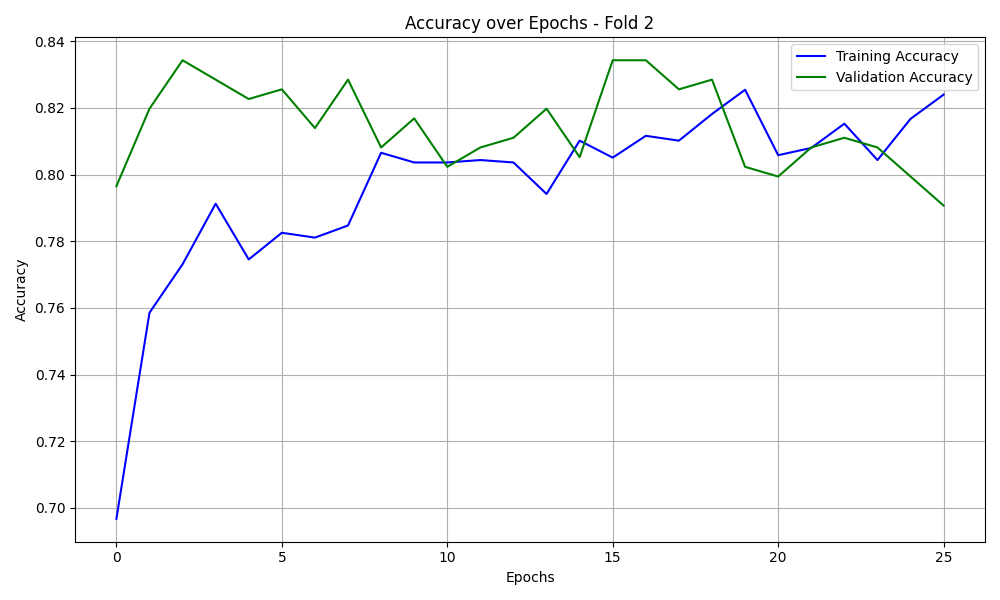 Accuracy over Epochs - Fold 2
Training Accuracy
Validation Accuracy
0.84
0.82
0.80
0.78
0.76
0.74
0.72
0.70
Accuracy
0 5 10 15 20 25
Epochs